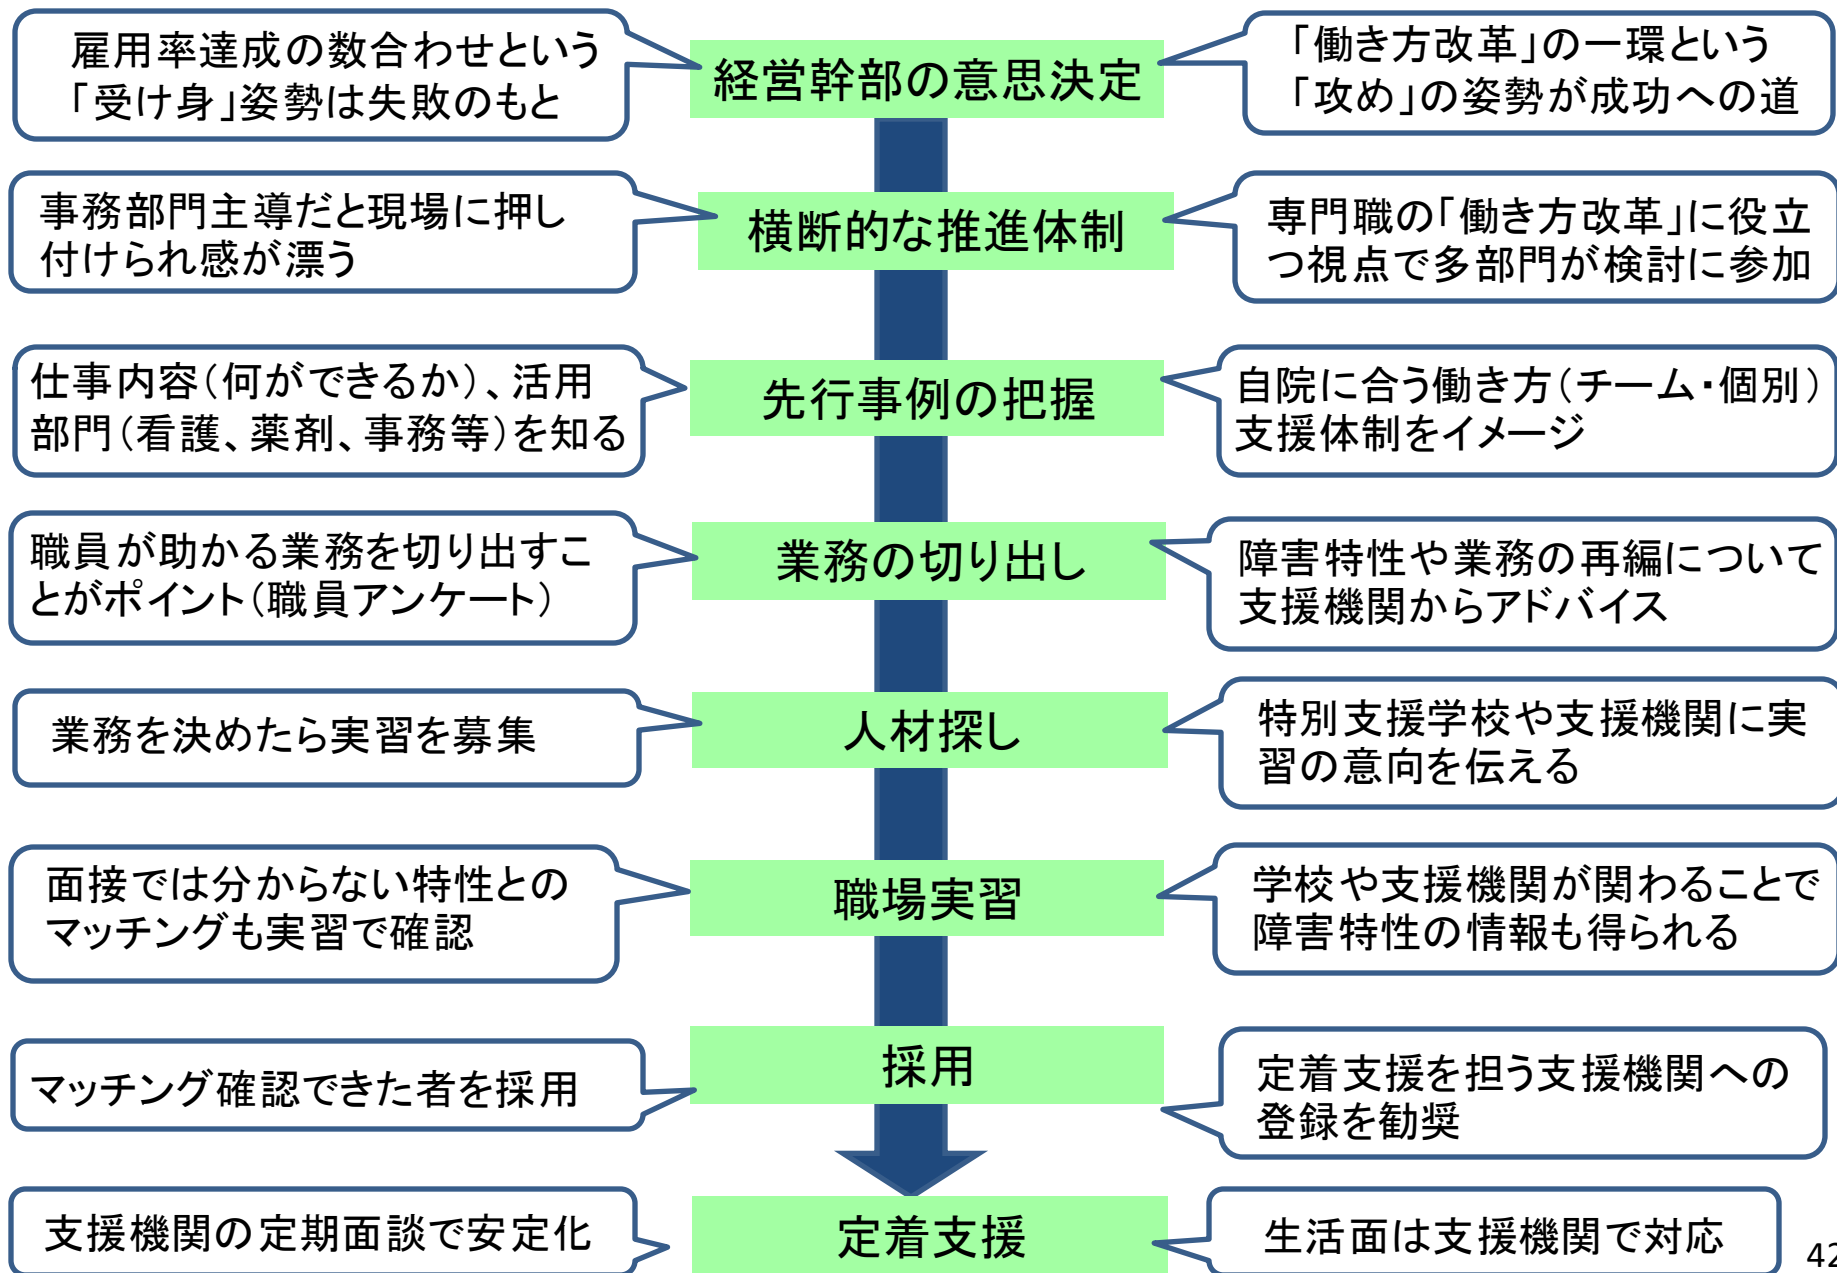 雇用率達成の数合わせという
「受け身」姿勢は失敗のもと
経営幹部の意思決定
「働き方改革」の一環という
「攻め」の姿勢が成功への道
事務部門主導だと現場に押し
付けられ感が漂う
横断的な推進体制
専門職の「働き方改革」に役立
つ視点で多部門が検討に参加
仕事内容（何ができるか）、活用
部門（看護、薬剤、事務等）を知る
先行事例の把握
自院に合う働き方（チーム・個別）
支援体制をイメージ
職員が助かる業務を切り出すこ
とがポイント（職員アンケート）
業務の切り出し
障害特性や業務の再編について
支援機関からアドバイス
業務を決めたら実習を募集
人材探し
特別支援学校や支援機関に実
習の意向を伝える
面接では分からない特性との
マッチングも実習で確認
職場実習
学校や支援機関が関わることで
障害特性の情報も得られる
マッチング確認できた者を採用
採用
定着支援を担う支援機関への
登録を勧奨
支援機関の定期面談で安定化
定着支援
生活面は支援機関で対応
42